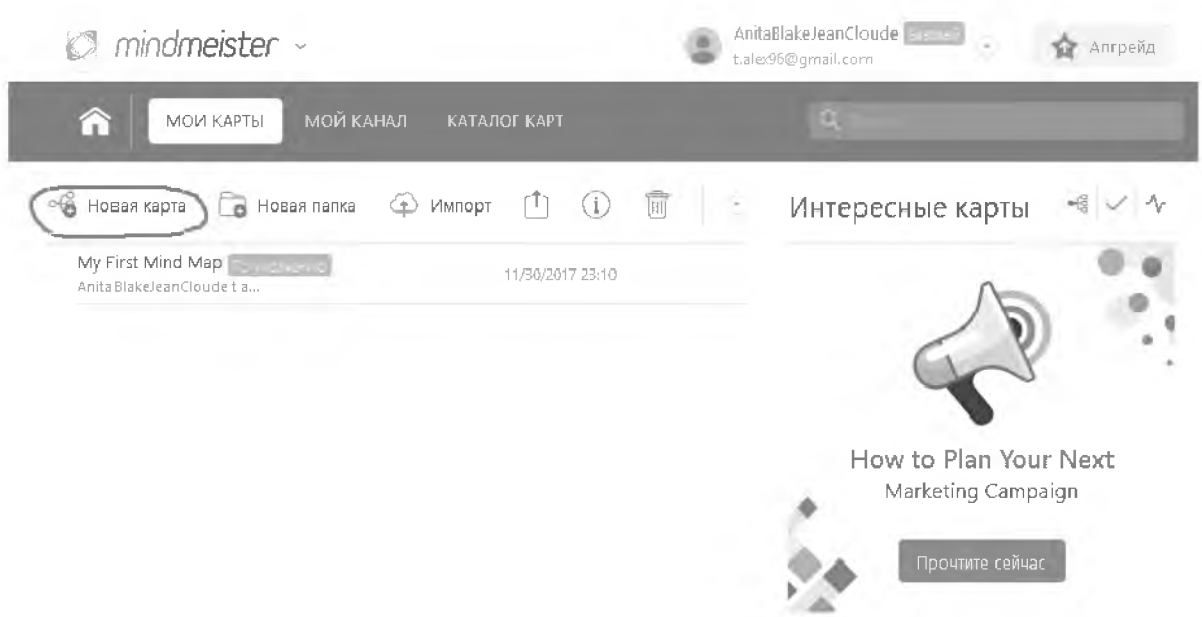 mindmeister
AnitaBlakeJeanCloude
t.alex96@gmail.com
Апгрейд
МОИ КАРТЫ
МОЙ КАНАЛ
КАТАЛОГ КАРТ
Новая карта
Новая папка
Импорт
Интересные карты
My First Mind Map
AnitaBlakeJeanCloude t a...
11/30/2017 23:10
How to Plan Your Next
Marketing Campaign
Прочтите сейчас